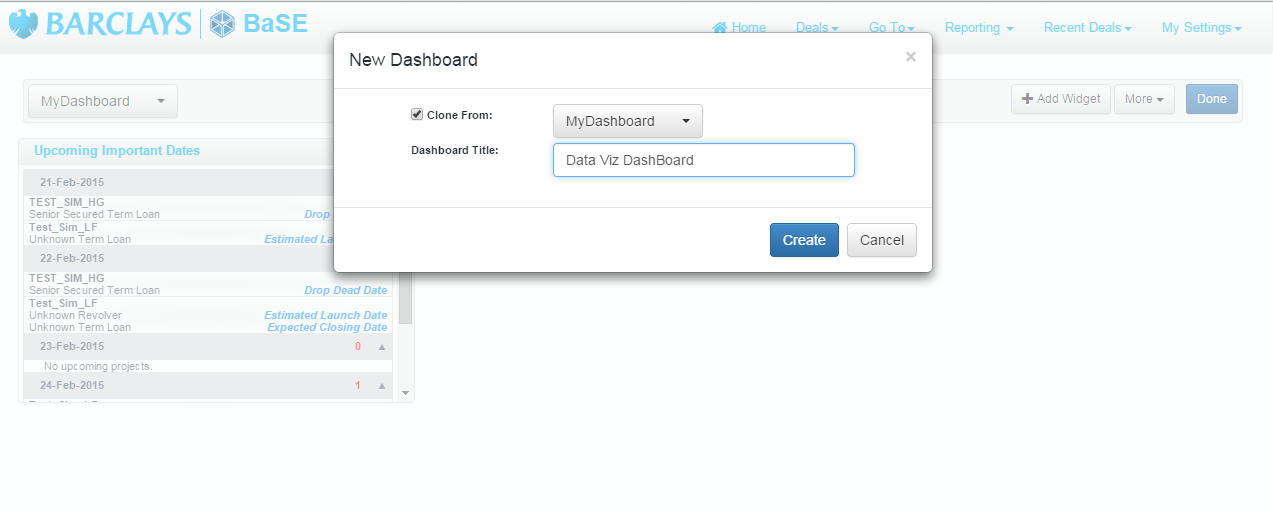 BARCLAYS BaSE
Home Deals Go To Reporting Recent Deals My Settings
New Dashboard ×
Clone From: MyDashboard
Dashboard Title: Data Viz DashBoard
Create Cancel
MyDashboard
Add Widget More Done
Upcoming Important Dates
21-Feb-2015
TEST_SIM_HG
Senior Secured Term Loan Drop
Test_Sim_LF
Unknown Term Loan Estimated La
22-Feb-2015
TEST_SIM_HG
Senior Secured Term Loan Drop Dead Date
Test_Sim_LF
Unknown Revolver Estimated Launch Date
Unknown Term Loan Expected Closing Date
23-Feb-2015 0
No upcoming projects.
24-Feb-2015 1